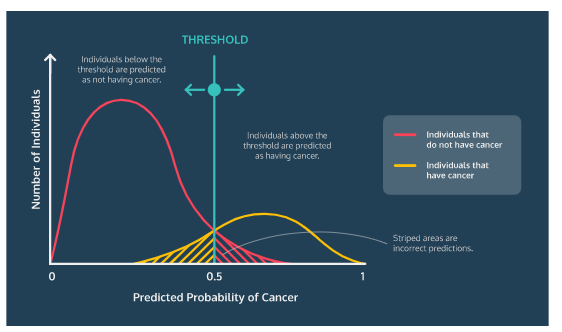 THRESHOLD
Individuals below the
threshold are predicted
as not having cancer.
Number of Individuals
Individuals above the
threshold are predicted
as having cancer.
Individuals that
do not have cancer
Individuals that
have cancer
Striped areas are
incorrect predictions.
0
0.5
1
Predicted Probability of Cancer